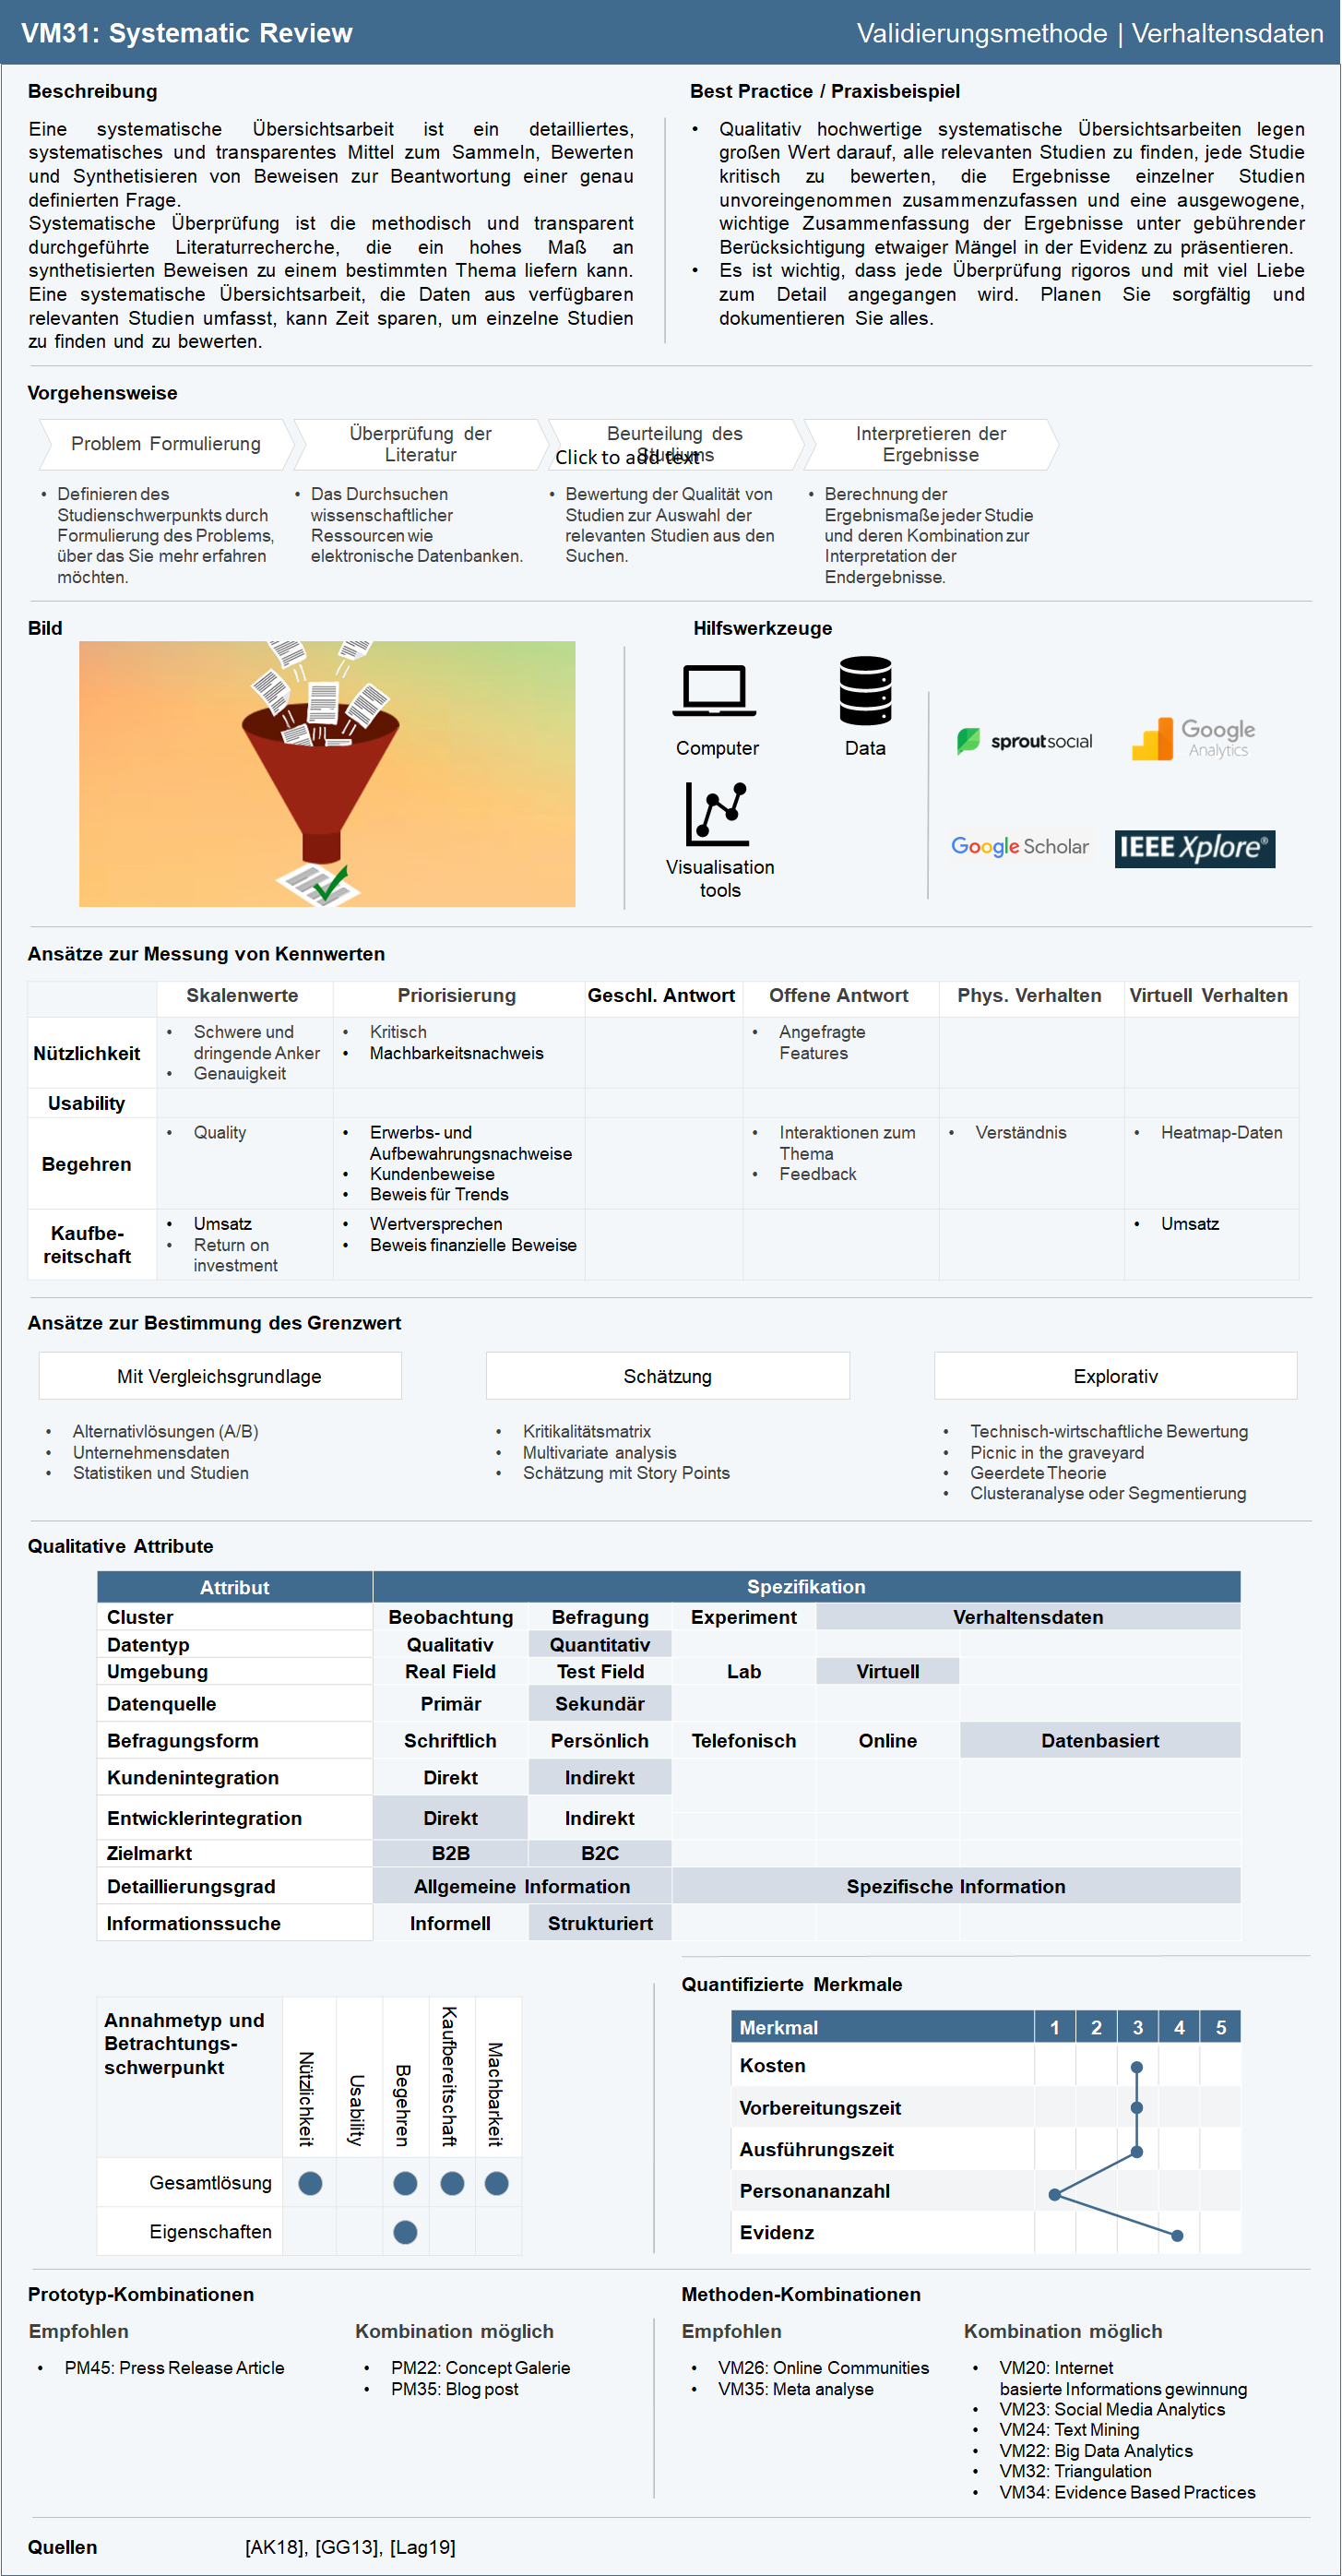 VM31: Systematic Review
Validierungsmethode | Verhaltensdaten
Beschreibung
Eine systematische Übersichtsarbeit ist ein detailliertes,
systematisches und transparentes Mittel zum Sammeln, Bewerten
und Synthetisieren von Beweisen zur Beantwortung einer genau
definierten Frage.
Systematische Überprüfung ist die methodisch und transparent
durchgeführte Literaturrecherche, die ein hohes Maß an
synthetisierten Beweisen zu einem bestimmten Thema liefern kann.
Eine systematische Übersichtsarbeit, die Daten aus verfügbaren
relevanten Studien umfasst, kann Zeit sparen, um einzelne Studien
zu finden und zu bewerten.
Best Practice / Praxisbeispiel
• Qualitativ hochwertige systematische Übersichtsarbeiten legen
großen Wert darauf, alle relevanten Studien zu finden, jede Studie
kritisch zu bewerten, die Ergebnisse einzelner Studien
unvoreingenommen zusammenzufassen und eine ausgewogene,
wichtige Zusammenfassung der Ergebnisse unter gebührender
Berücksichtigung etwaiger Mängel in der Evidenz zu präsentieren.
• Es ist wichtig, dass jede Überprüfung rigoros und mit viel Liebe
zum Detail angegangen wird. Planen Sie sorgfältig und
dokumentieren Sie alles.
Vorgehensweise
Problem Formulierung
Überprüfung der
Literatur
Beurteilung des
Studiums
Click to add text
Interpretieren der
Ergebnisse
• Definieren des
Studienschwerpunkts durch
Formulierung des Problems,
über das Sie mehr erfahren
möchten.
• Das Durchsuchen
wissenschaftlicher
Ressourcen wie
elektronische Datenbanken.
• Bewertung der Qualität von
Studien zur Auswahl der
relevanten Studien aus den
Suchen.
• Berechnung der
Ergebnismaße jeder Studie
und deren Kombination zur
Interpretation der
Endergebnisse.
Bild
Hilfswerkzeuge
Computer
Data
Visualisation
tools
sproutsocial
Google
Analytics
Google Scholar
IEEE Xplore®
Ansätze zur Messung von Kennwerten
Skalenwerte Priorisierung Geschl. Antwort Offene Antwort Phys. Verhalten Virtuell Verhalten
Nützlichkeit
• Schwere und
dringende Anker
• Genauigkeit
• Kritisch
• Machbarkeitsnachweis
• Angefragte
Features
Usability
Begehren
• Quality
• Erwerbs- und
Aufbewahrungsnachweise
• Kundenbeweise
• Beweis für Trends
• Interaktionen zum
Thema
• Feedback
• Verständnis
• Heatmap-Daten
Kaufbe-
reitschaft
• Umsatz
• Return on
investment
• Wertversprechen
• Beweis finanzielle Beweise
• Umsatz
Ansätze zur Bestimmung des Grenzwert
Mit Vergleichsgrundlage
• Alternativlösungen (A/B)
• Unternehmensdaten
• Statistiken und Studien
Schätzung
• Kritikalitätsmatrix
• Multivariate analysis
• Schätzung mit Story Points
Explorativ
• Technisch-wirtschaftliche Bewertung
• Picnic in the graveyard
• Geerdete Theorie
• Clusteranalyse oder Segmentierung
Qualitative Attribute
Attribut Spezifikation
Cluster Beobachtung Befragung Experiment Verhaltensdaten
Datentyp Qualitativ Quantitativ
Umgebung Real Field Test Field Lab Virtuell
Datenquelle Primär Sekundär
Befragungsform Schriftlich Persönlich Telefonisch Online Datenbasiert
Kundenintegration Direkt Indirekt
Entwicklerintegration Direkt Indirekt
Zielmarkt B2B B2C
Detaillierungsgrad Allgemeine Information Spezifische Information
Informationssuche Informell Strukturiert
Annahmetyp und
Betrachtungs-
schwerpunkt
Nützlichkeit
Usability
Begehren
Kaufbereitschaft
Machbarkeit
Gesamtlösung
Eigenschaften
Quantifizierte Merkmale
Merkmal 1 2 3 4 5
Kosten
Vorbereitungszeit
Ausführungszeit
Personananzahl
Evidenz
Prototyp-Kombinationen
Empfohlen
• PM45: Press Release Article
Kombination möglich
• PM22: Concept Galerie
• PM35: Blog post
Methoden-Kombinationen
Empfohlen
• VM26: Online Communities
• VM35: Meta analyse
Kombination möglich
• VM20: Internet
basierte Informations gewinnung
• VM23: Social Media Analytics
• VM24: Text Mining
• VM22: Big Data Analytics
• VM32: Triangulation
• VM34: Evidence Based Practices
Quellen [AK18], [GG13], [Lag19]